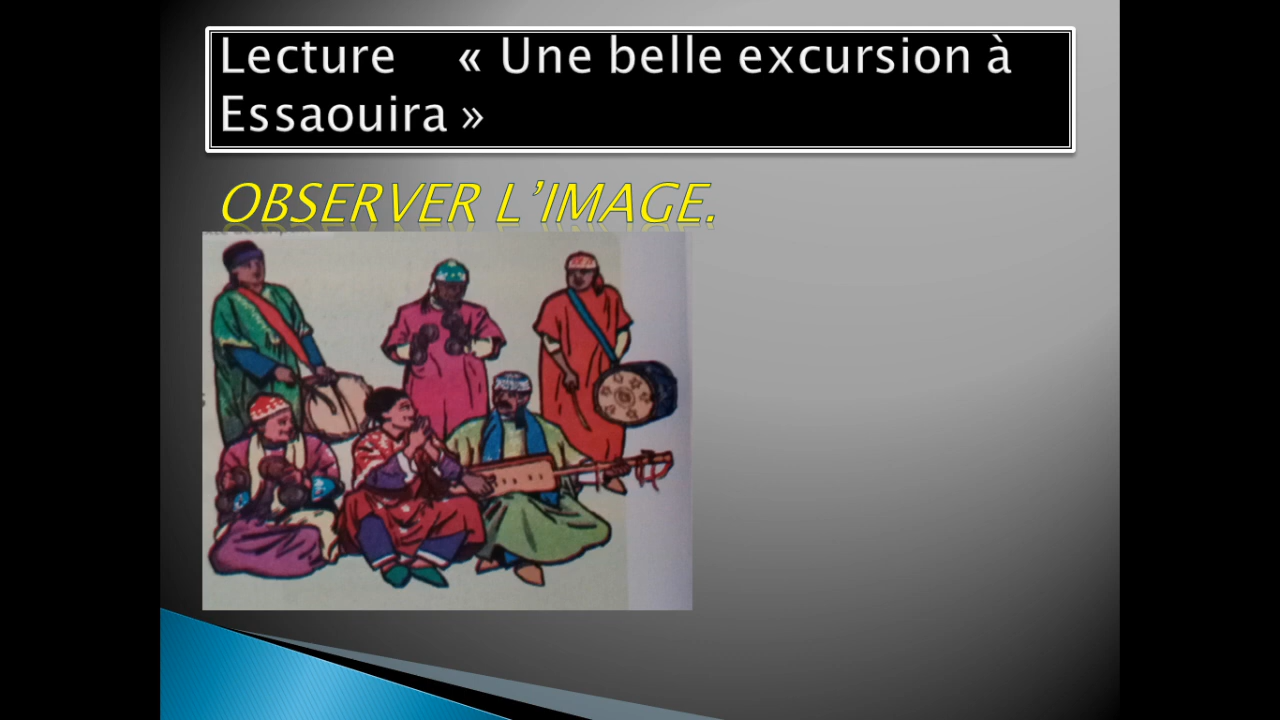 Lecture « Une belle excursion à
Essaouira »
OBSERVER L’IMAGE.